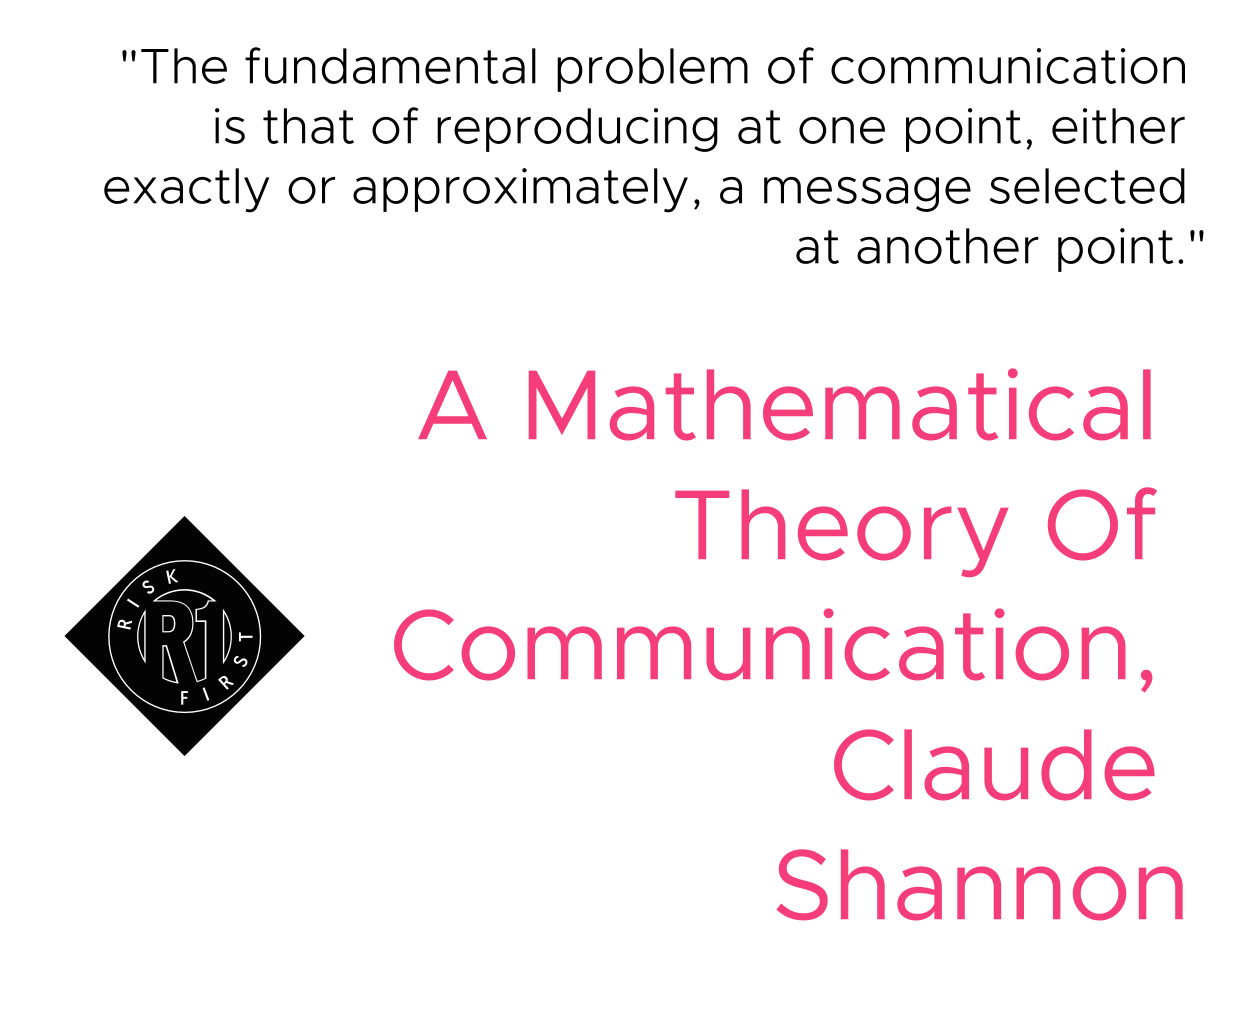 "The fundamental problem of communication
is that of reproducing at one point, either
exactly or approximately, a message selected
at another point."
A Mathematical
Theory Of
Communication,
Claude
Shannon
RISK
R1
FIRST